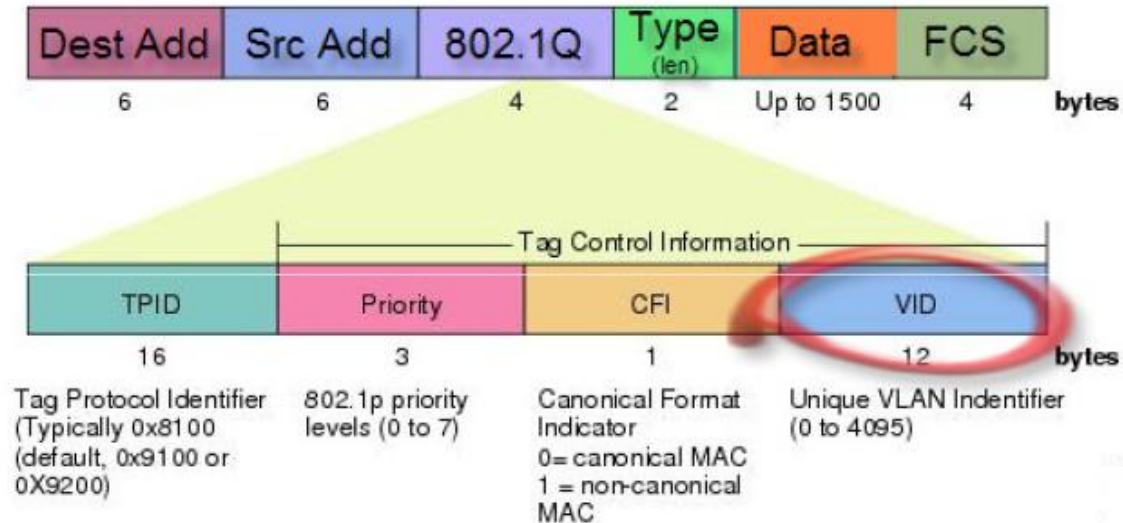 Dest Add Src Add 802.1Q Type (len) Data FCS
6 6 4 2 Up to 1500 4 bytes
Tag Control Information
TPID Priority CFI VID
16 3 1 12 bytes
Tag Protocol Identifier
(Typically 0x8100
(default, 0x9100 or
0X9200)
802.1p priority
levels (0 to 7)
Canonical Format
Indicator
0= canonical MAC
1 = non-canonical
MAC
Unique VLAN Indentifier
(0 to 4095)